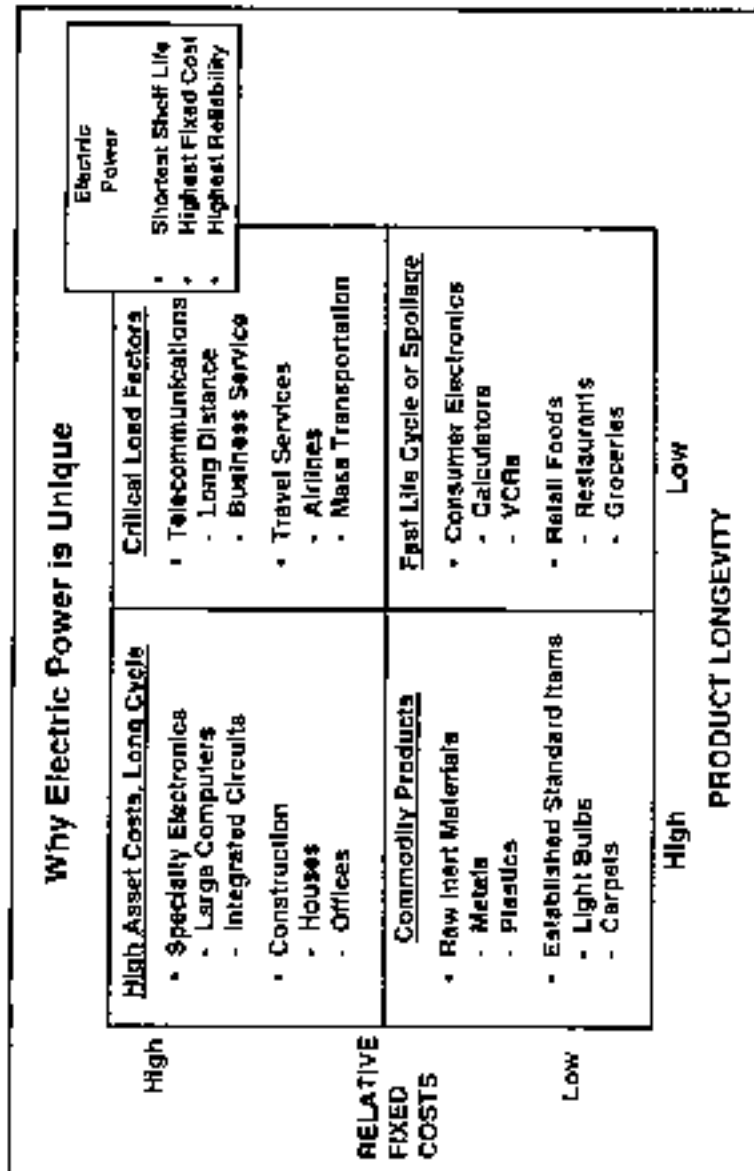 Why Electric Power is Unique
Electric
Power
• Shortest Shelf Life
• Highest Fixed Cost
• Highest Reliability
High
RELATIVE
FIXED
COSTS
Low
High Asset Costs, Long Cycle
• Specialty Electronics
- Large Computers
- Integrated Circuits
• Construction
- Houses
- Offices
Critical Load Factors
• Telecommunications
- Long Distance
- Business Service
• Travel Services
- Airlines
- Mass Transportation
Commodity Products
• Raw Inert Materials
- Metals
- Plastics
• Established Standard Items
- Light Bulbs
- Carpets
Fast Life Cycle or Spoilage
• Consumer Electronics
- Calculators
- VCRs
• Retail Foods
- Restaurants
- Groceries
High
Low
PRODUCT LONGEVITY